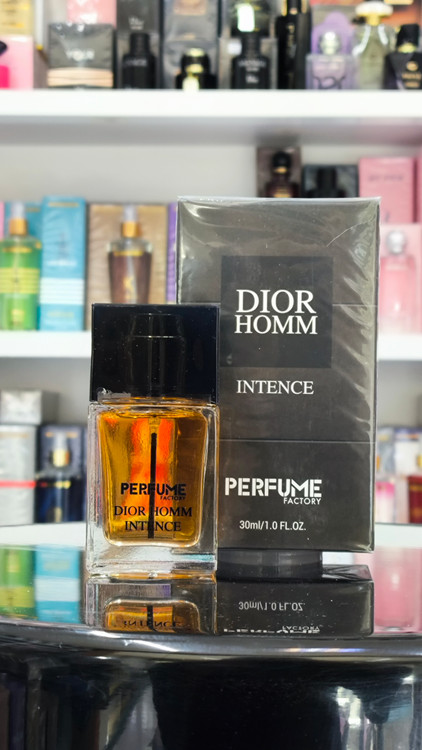 DIOR
HOMM
INTENCE
PERFUME
FACTORY
30ml/1.0 FL.OZ.
PERFUME
FACTORY
DIOR HOMM
INTENCE